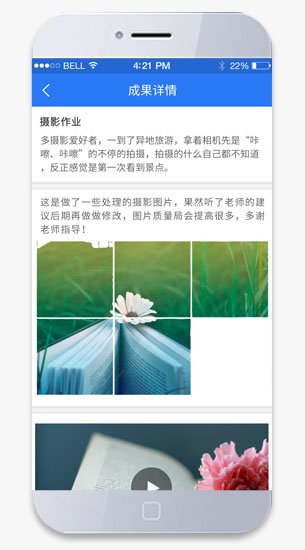 BELL 4:21 PM 22%
成果详情
摄影作业
多摄影爱好者，一到了异地旅游，拿着相机先是“咔
嚓、咔嚓”的不停的拍摄，拍摄的什么自己都不知道
，反正感觉是第一次看到景点。
这是做了一些处理的摄影图片，果然听了老师的建
议后期再做做修改，图片质量局会提高很多，多谢
老师指导！